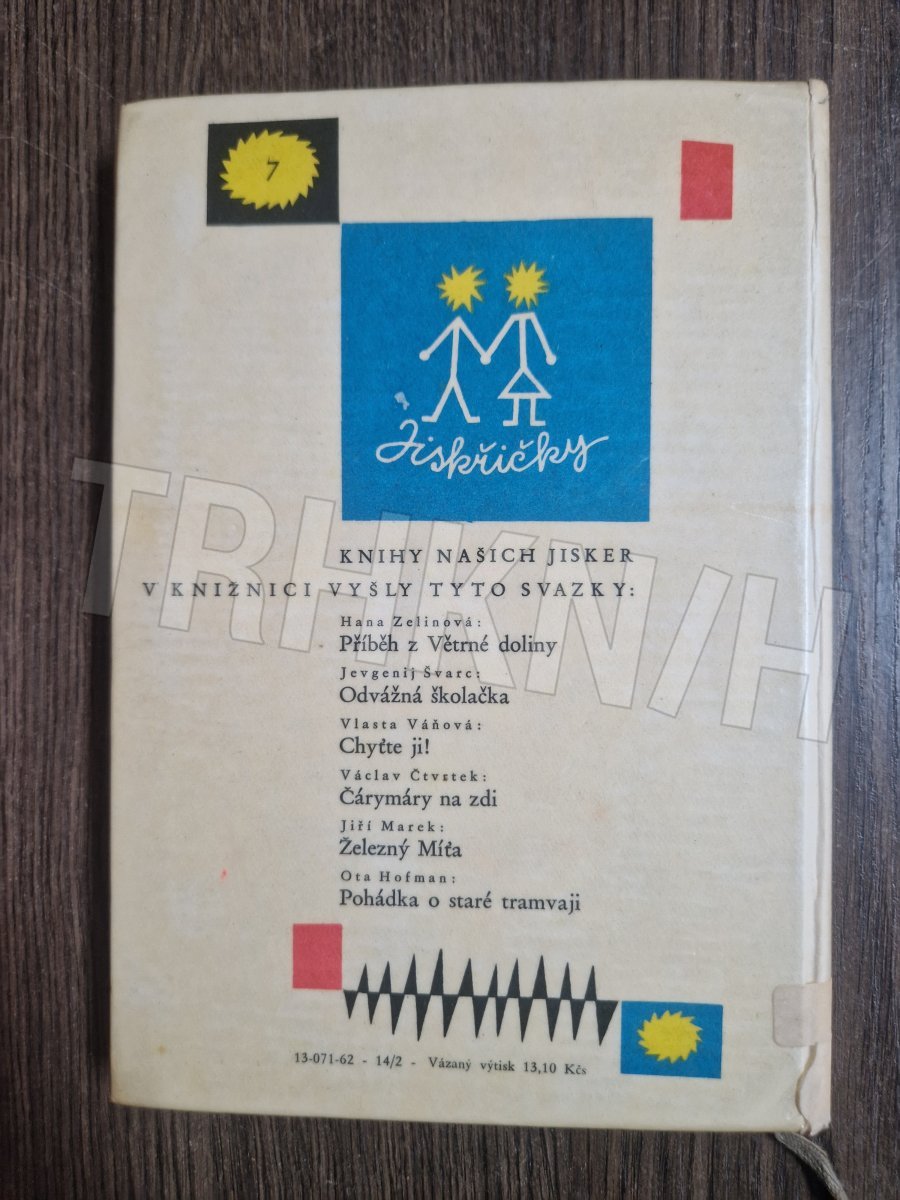 7
Jiskřičky
KNIHY NAŠICH JISKER
V KNIŽNICI VYŠLY TYTO SVAZKY:
Hana Zelinová:
Příběh z Větrné doliny
Jevgenij Švarc:
Odvážná školačka
Vlasta Váňová:
Chyťte ji!
Václav Čtvrtek:
Čárymáry na zdi
Jiří Marek:
Železný Míťa
Ota Hofman:
Pohádka o staré tramvaji
13-071-62 - 14/2 - Vázaný výtisk 13,10 Kčs
TRHKN/H